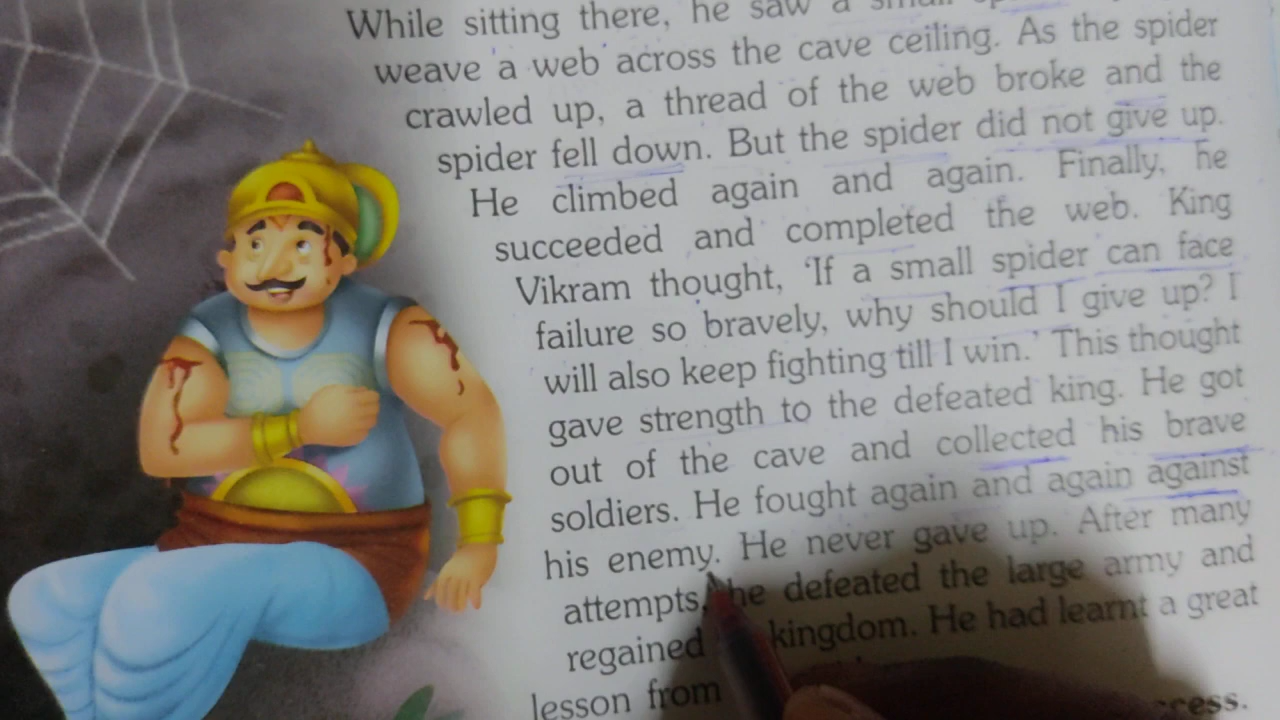 While sitting there, he saw a small
weave a web across the cave ceiling. As the spider
crawled up, a thread of the web broke and the
spider fell down. But the spider did not give up.
He climbed again and again. Finally, he
succeeded and completed the web. King
Vikram thought, ‘If a small spider can face
failure so bravely, why should I give up? I
will also keep fighting till I win.’ This thought
gave strength to the defeated king. He got
out of the cave and collected his brave
soldiers. He fought again and again against
his enemy. He never gave up. After many
attempts, he defeated the large army and
regained kingdom. He had learnt a great
lesson from